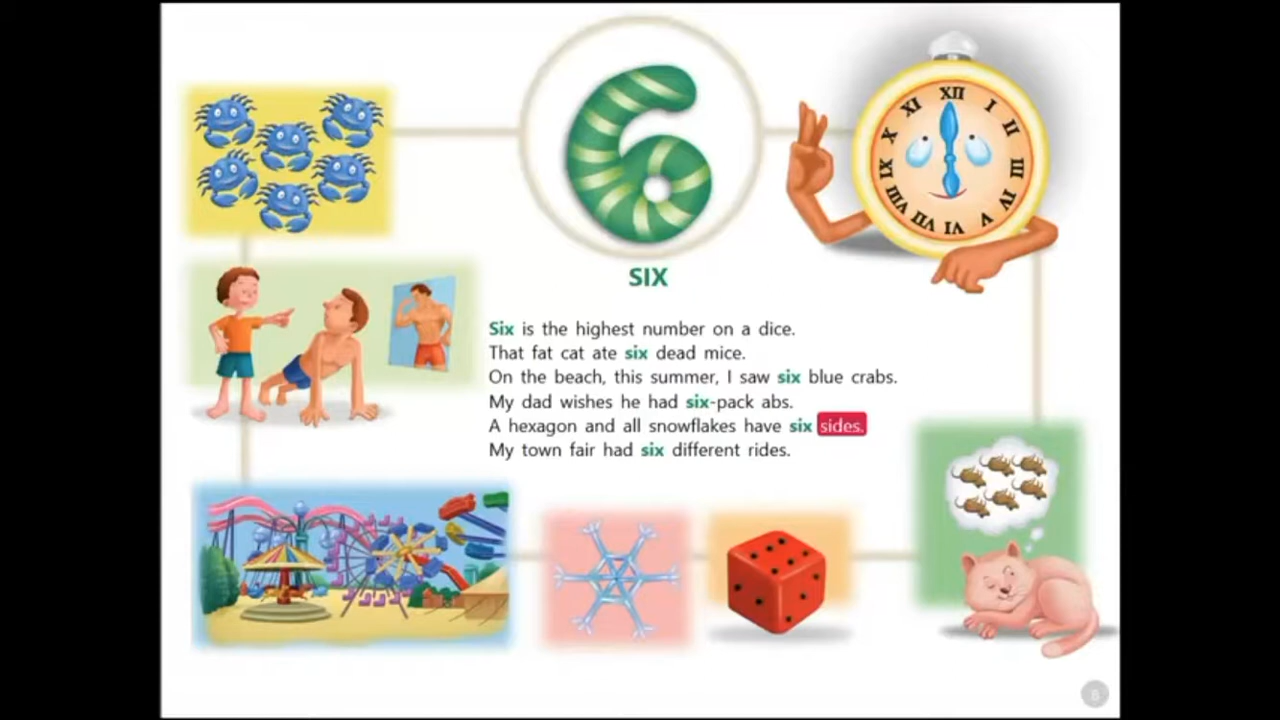 6
XII
I
II
III
IV
V
VI
VII
VIII
XI
X
XI
SIX
Six is the highest number on a dice.
That fat cat ate six dead mice.
On the beach, this summer, I saw six blue crabs.
My dad wishes he had six-pack abs.
A hexagon and all snowflakes have six sides.
My town fair had six different rides.